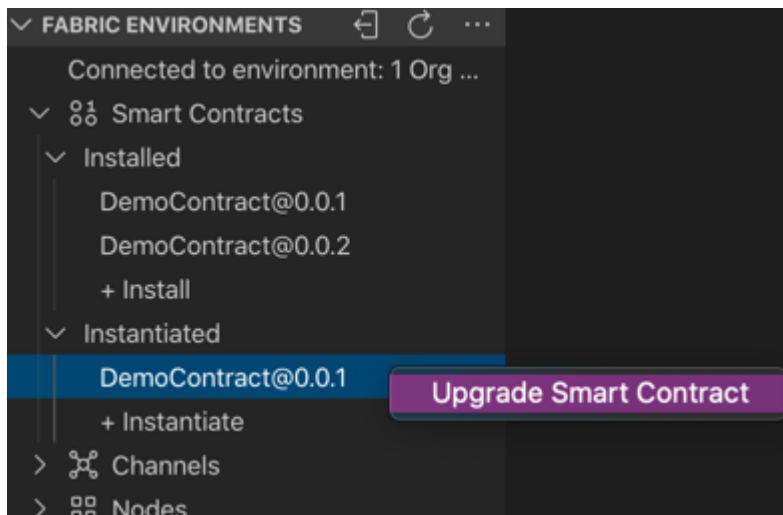 FABRIC ENVIRONMENTS
Connected to environment: 1 Org ...
Smart Contracts
Installed
DemoContract@0.0.1
DemoContract@0.0.2
+ Install
Instantiated
DemoContract@0.0.1
Upgrade Smart Contract
+ Instantiate
Channels
Nodes